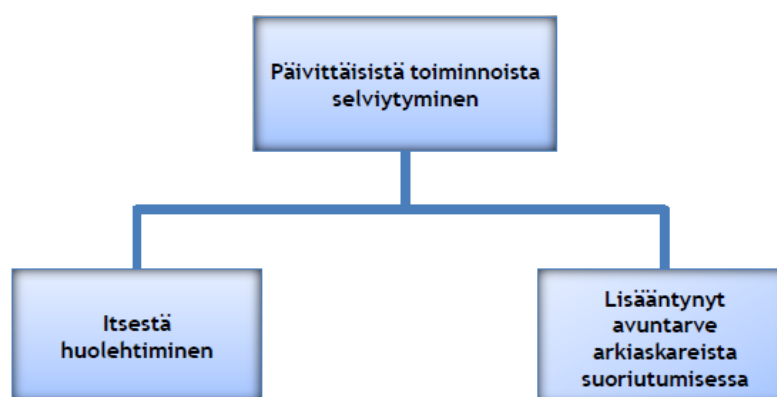 Päivittäisistä toiminnoista
selviytyminen
Itsestä
huolehtiminen
Lisääntynyt
avuntarve
arkiaskareista
suoriutumisessa